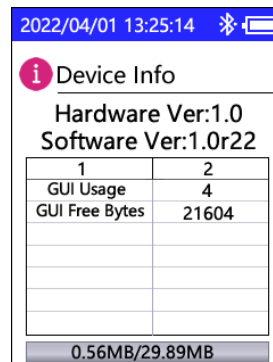 2022/04/01 13:25:14
i Device Info
Hardware Ver:1.0
Software Ver:1.0r22
1 2
GUI Usage 4
GUI Free Bytes 21604
0.56MB/29.89MB